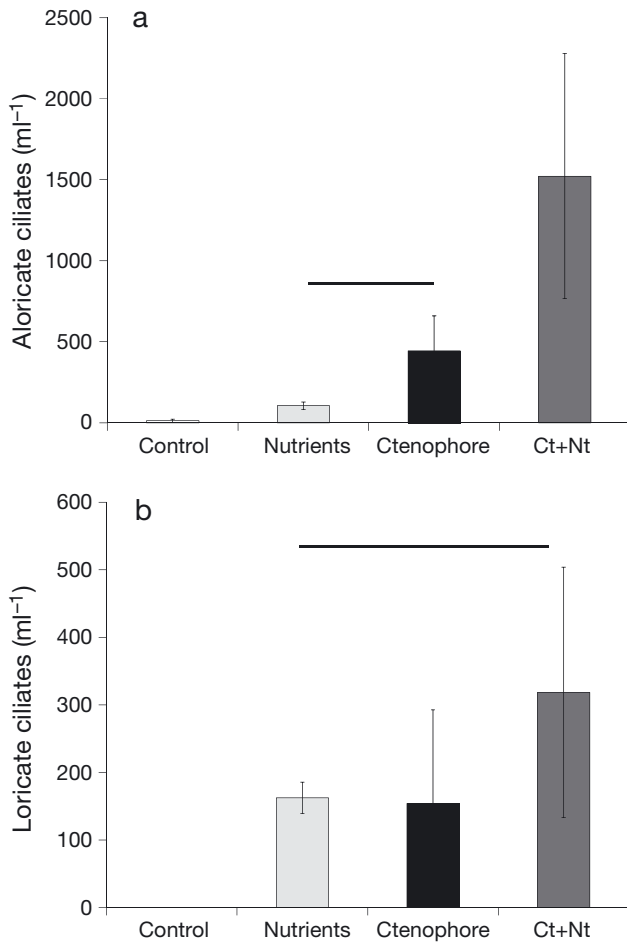 a
Aloricate ciliates (ml⁻¹)
2500
2000
1500
1000
500
0
Control Nutrients Ctenophore Ct+Nt
b
Loricate ciliates (ml⁻¹)
600
500
400
300
200
100
0
Control Nutrients Ctenophore Ct+Nt